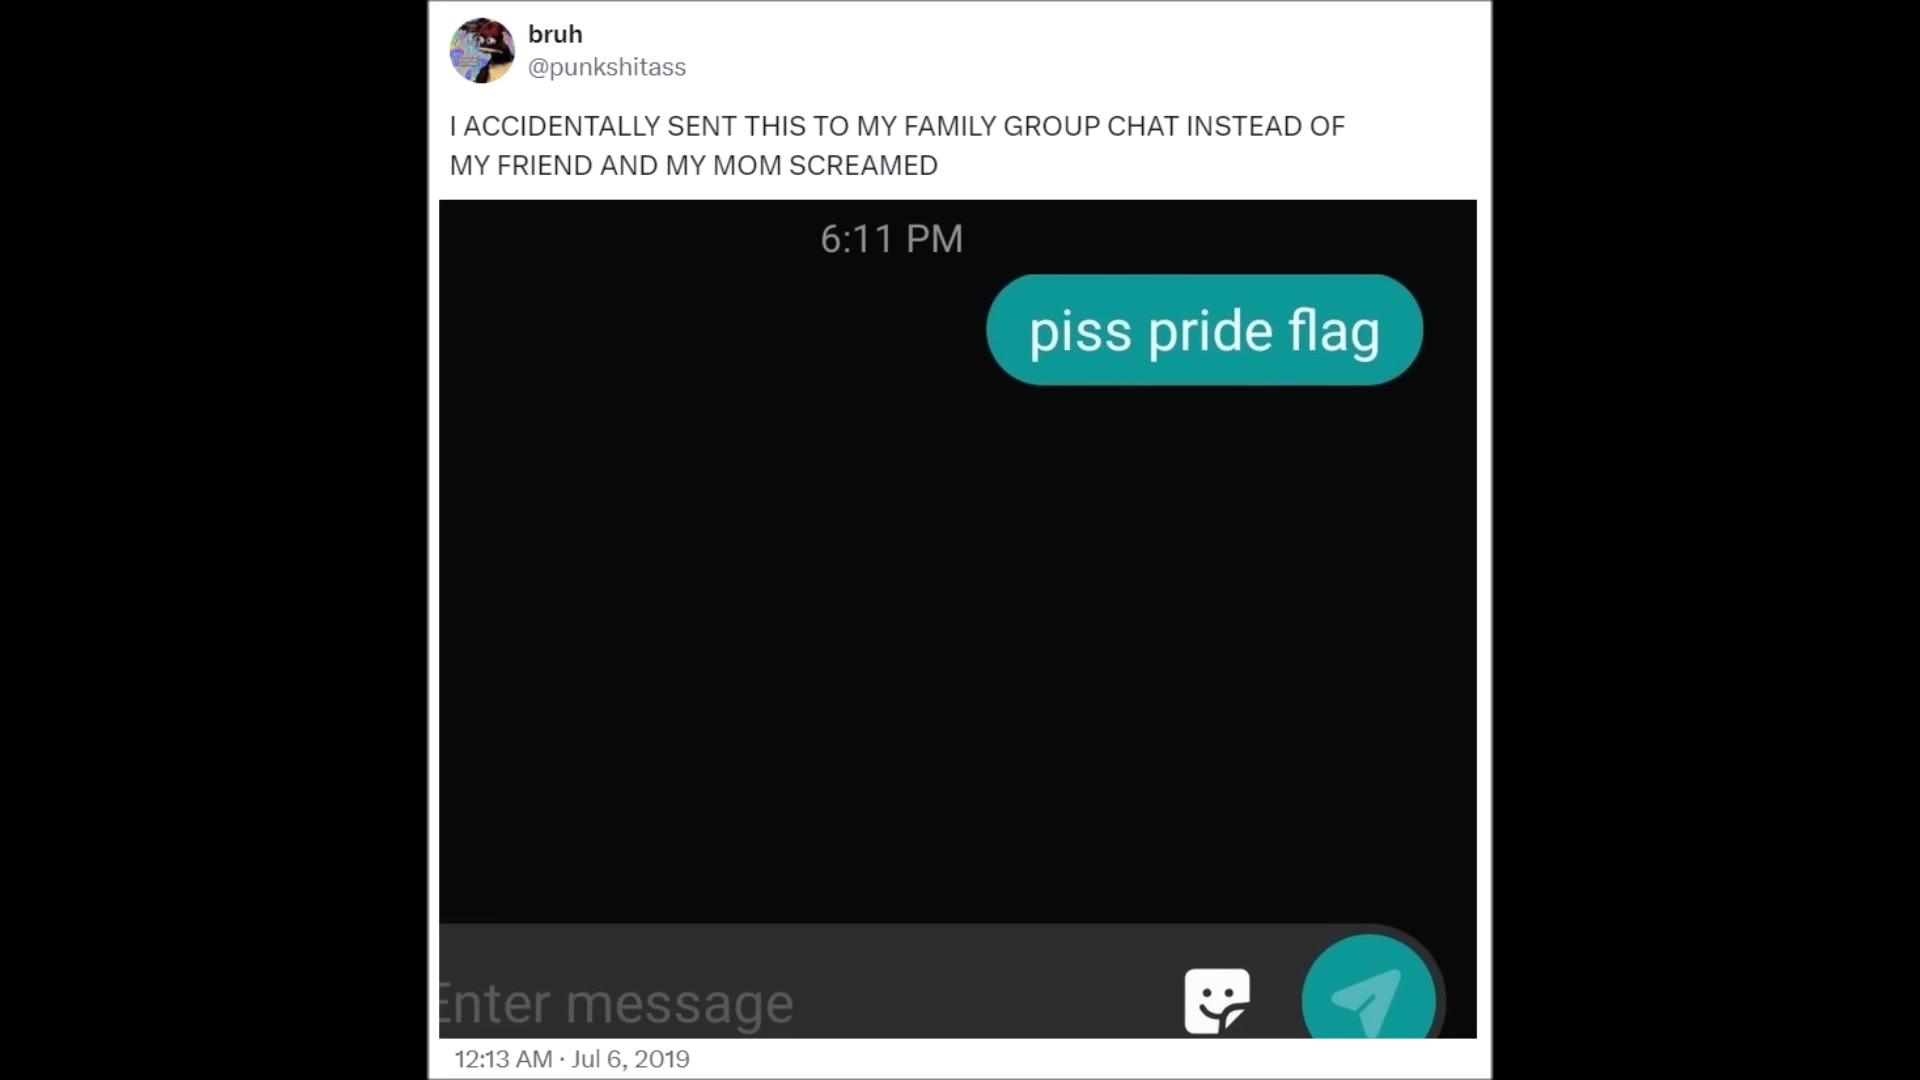 bruh
@punkshitass
I ACCIDENTALLY SENT THIS TO MY FAMILY GROUP CHAT INSTEAD OF
MY FRIEND AND MY MOM SCREAMED
6:11 PM
piss pride flag
Enter message
12:13 AM · Jul 6, 2019